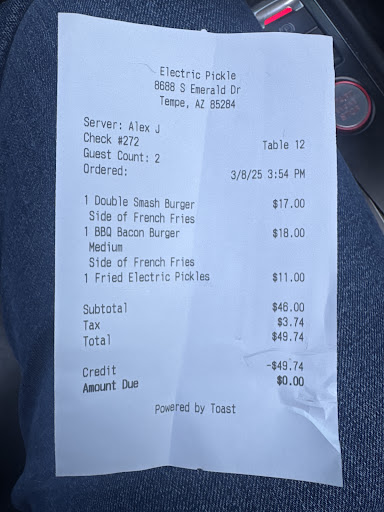 Electric Pickle
8688 S Emerald Dr
Tempe, AZ 85284
Server: Alex J
Check #272 Table 12
Guest Count: 2
Ordered: 3/8/25 3:54 PM
1 Double Smash Burger $17.00
Side of French Fries
1 BBQ Bacon Burger $18.00
Medium
Side of French Fries
1 Fried Electric Pickles $11.00
Subtotal $46.00
Tax $3.74
Total $49.74
Credit -$49.74
Amount Due $0.00
Powered by Toast